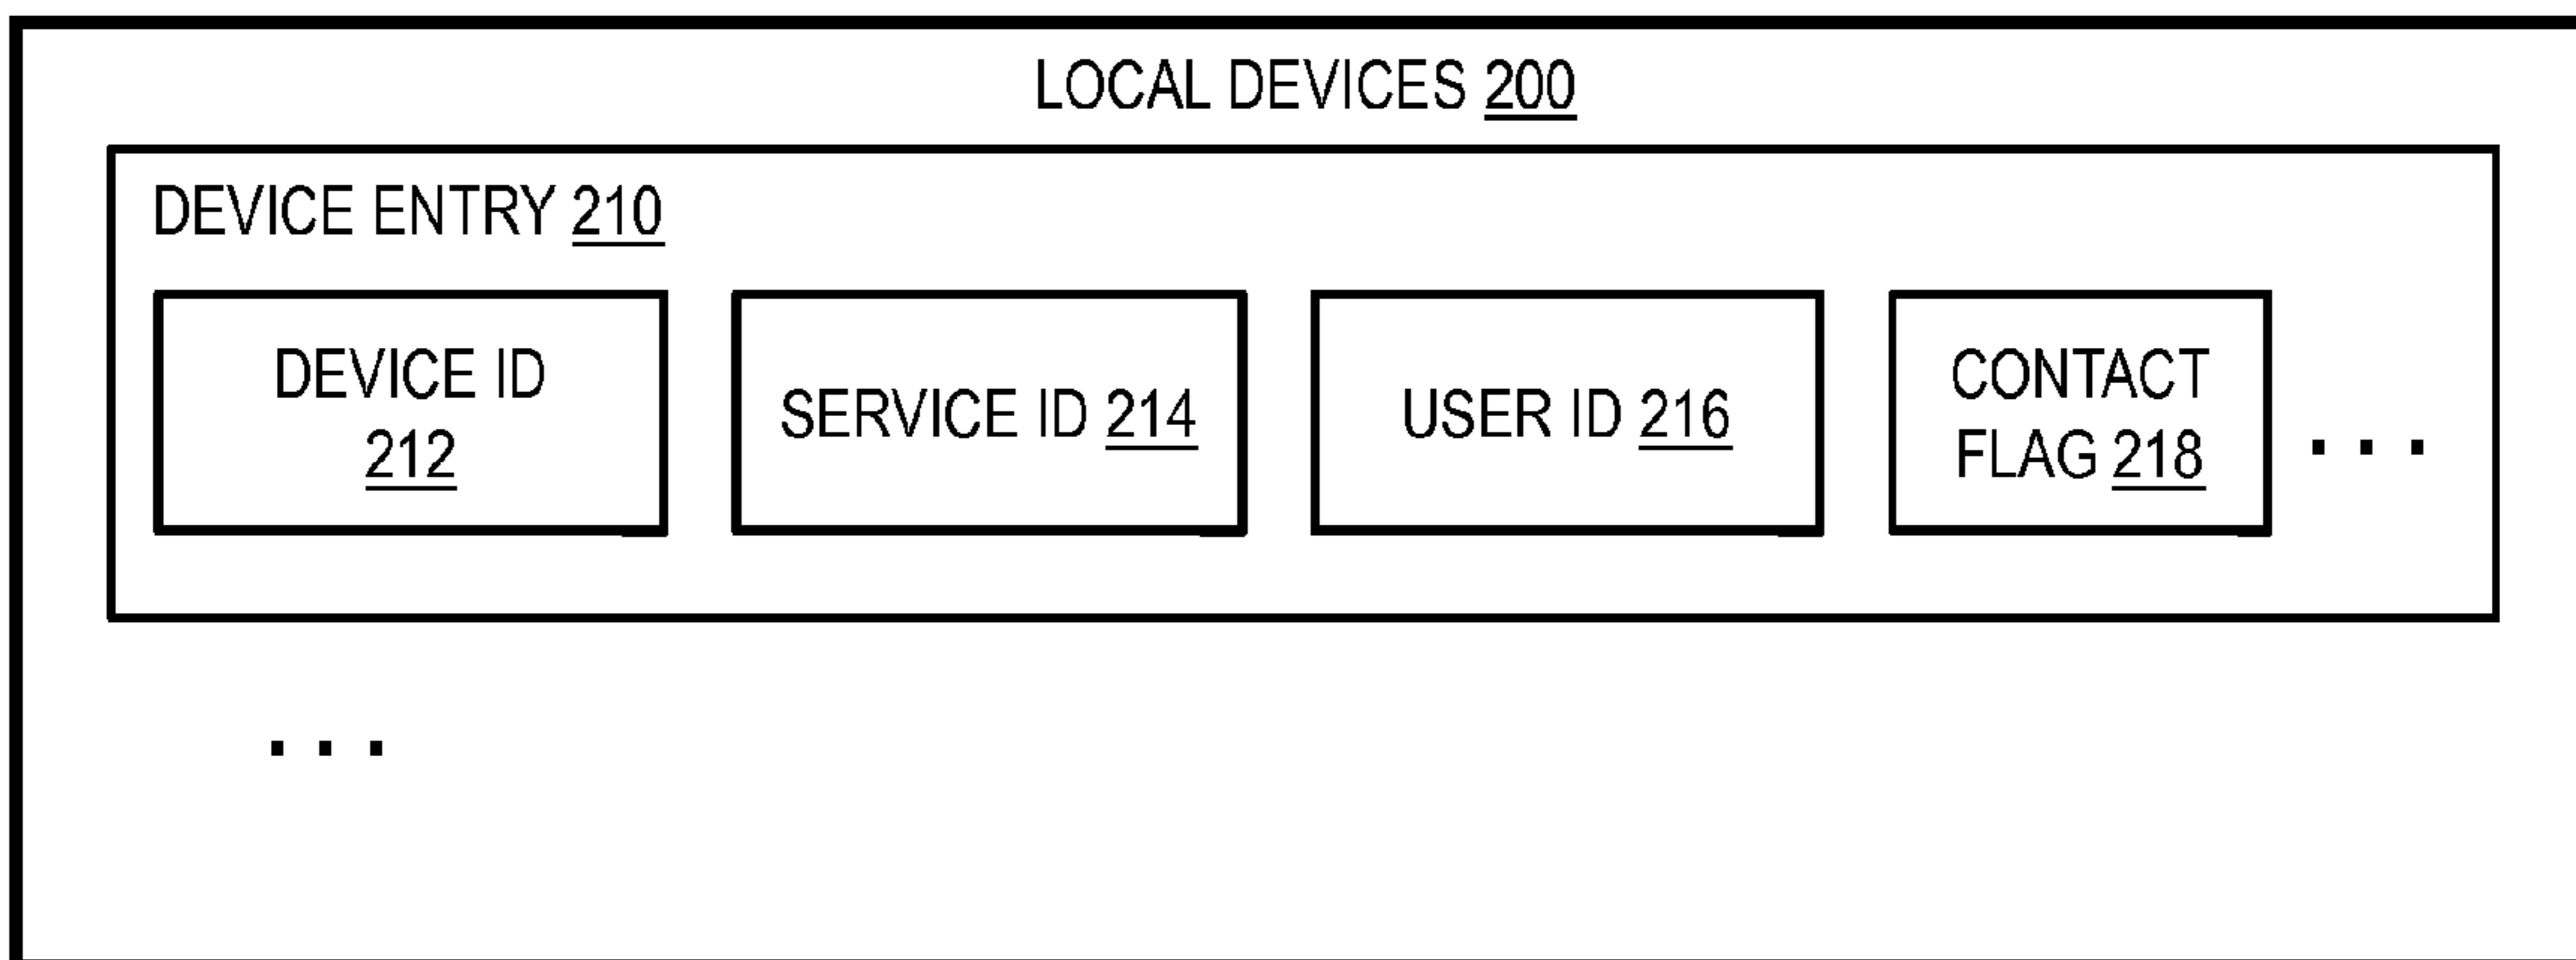 LOCAL DEVICES 200
DEVICE ENTRY 210
DEVICE ID
212
SERVICE ID 214
USER ID 216
CONTACT
FLAG 218
. . .
. . .